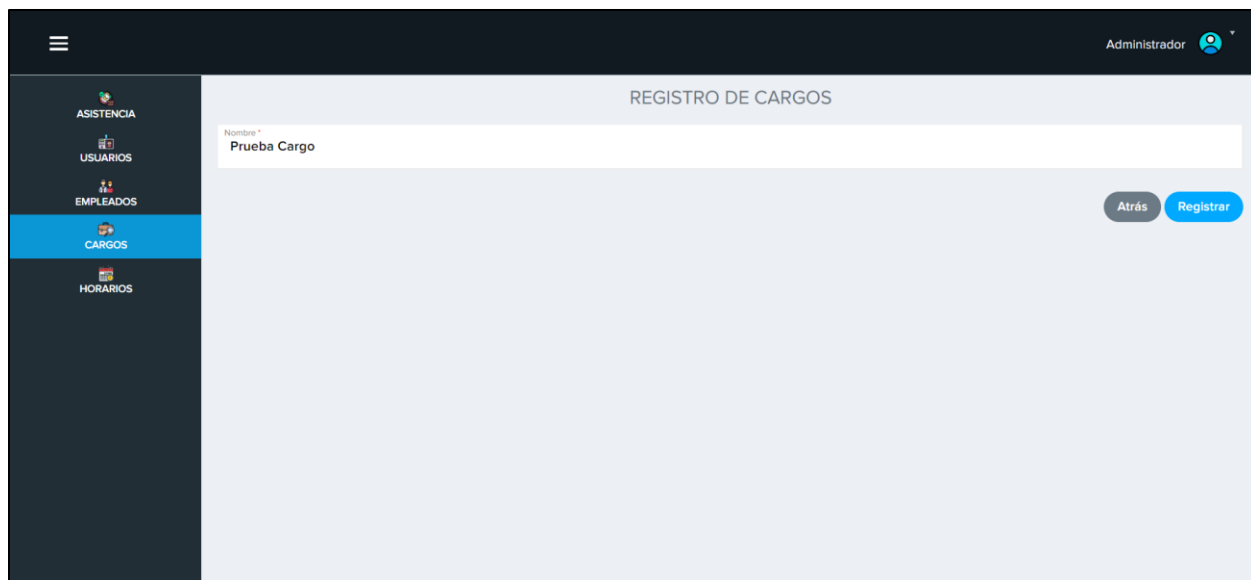 Administrador
ASISTENCIA
USUARIOS
EMPLEADOS
CARGOS
HORARIOS
REGISTRO DE CARGOS
Nombre *
Prueba Cargo
Atrás Registrar